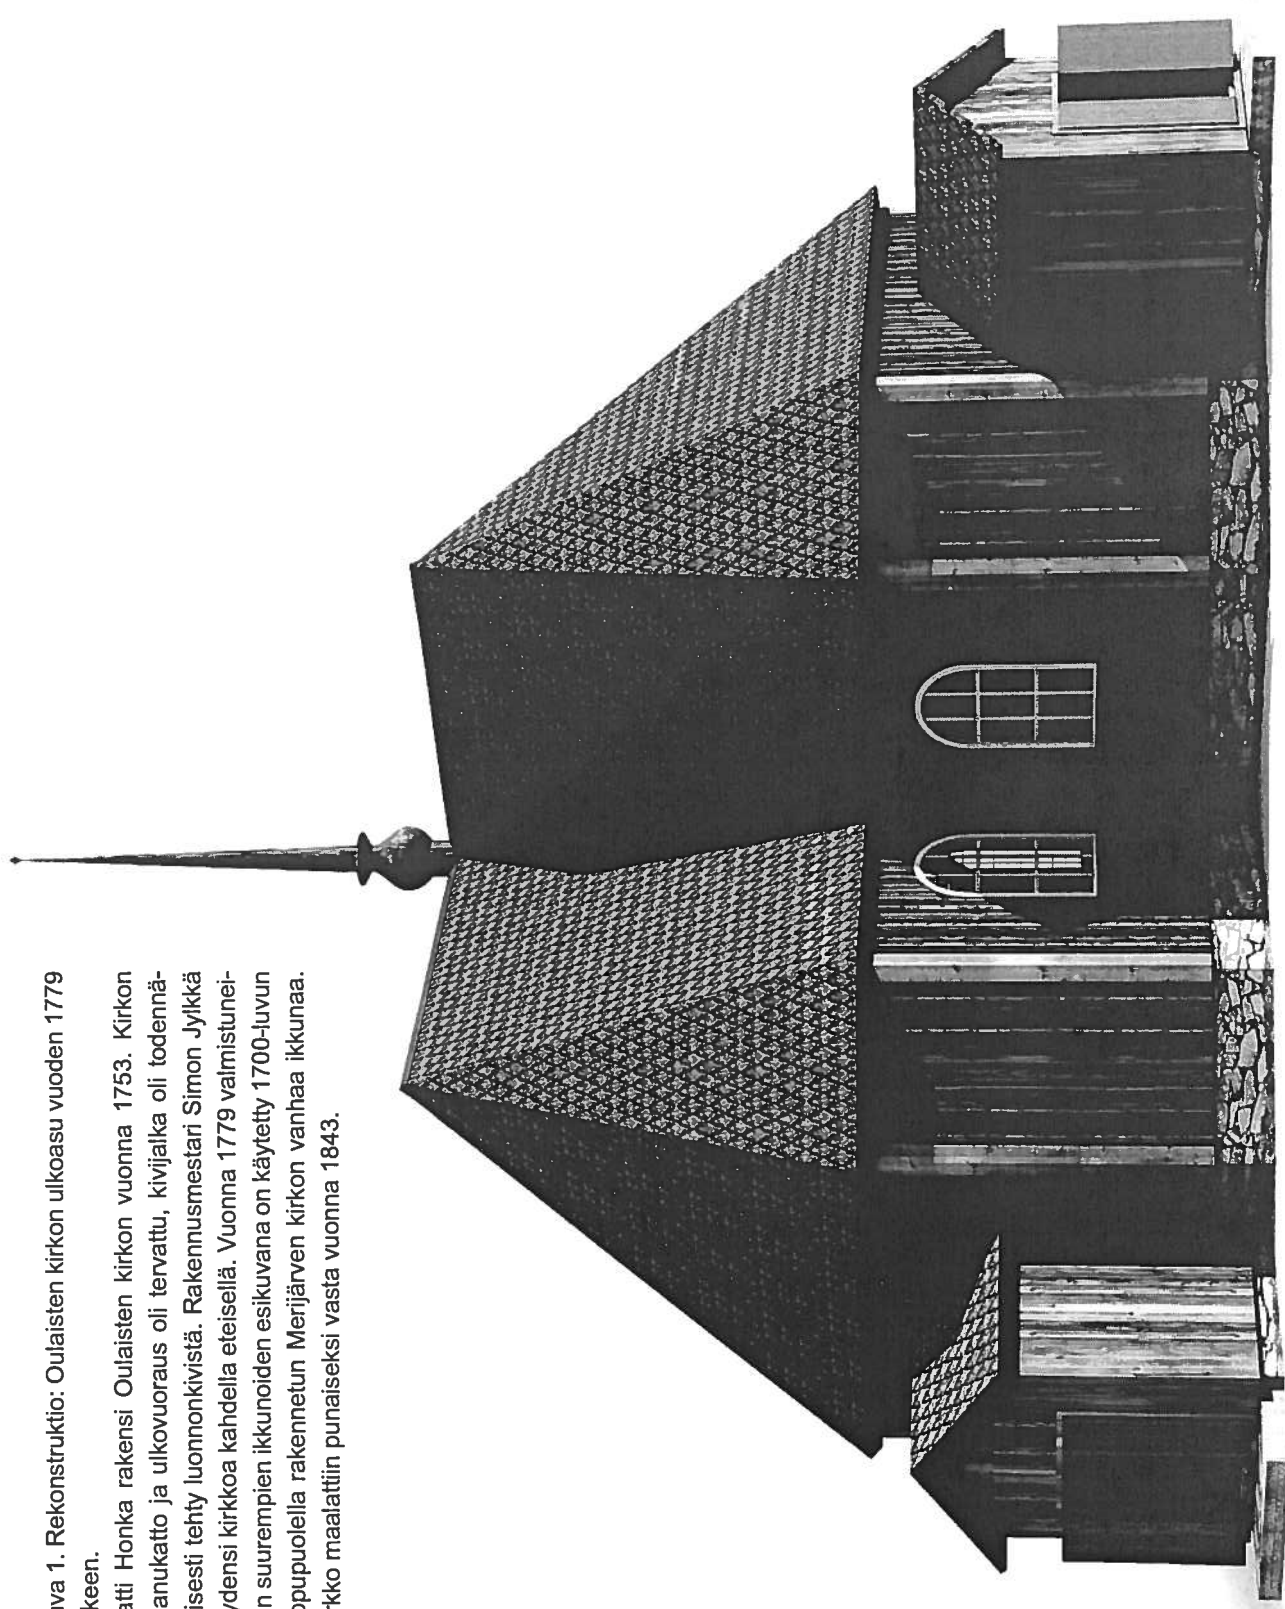 va 1. Rekonstruktio: Oulaisten kirkon ulkoasu vuoden 1779
keen.
atti Honka rakensi Oulaisten kirkon vuonna 1753. Kirkon
anukatto ja ulkovuoraus oli tervattu, kivijalka oli todennä-
isesti tehty luonnonkivistä. Rakennusmestari Simon Jylkkä
ydensi kirkkoa kahdella eteisellä. Vuonna 1779 valmistunei-
n suurempien ikkunoiden esikuvana on käytetty 1700-luvun
ppupuolella rakennetun Merijärven kirkon vanhaa ikkunaa.
rkko maalattiin punaiseksi vasta vuonna 1843.